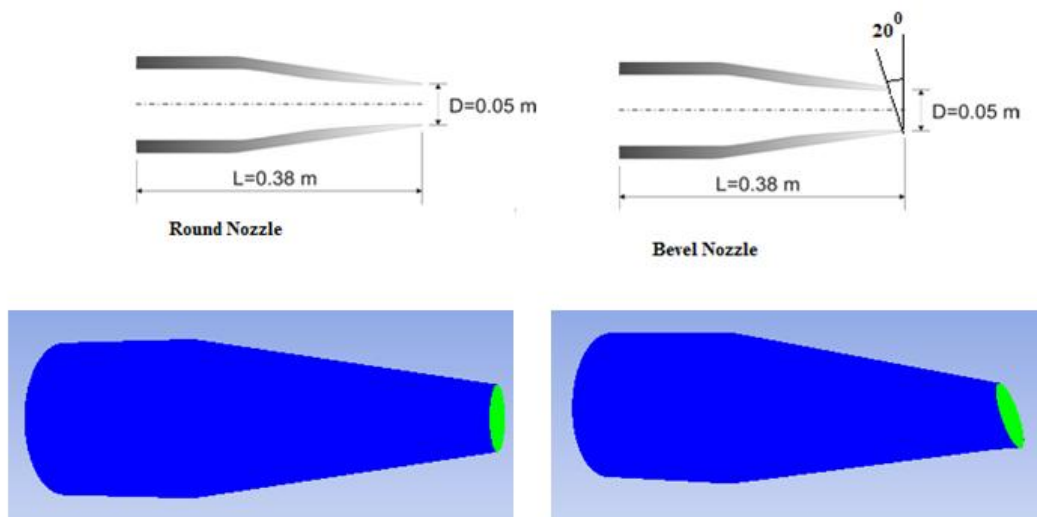 D=0.05 m
L=0.38 m
Round Nozzle
20⁰
D=0.05 m
L=0.38 m
Bevel Nozzle